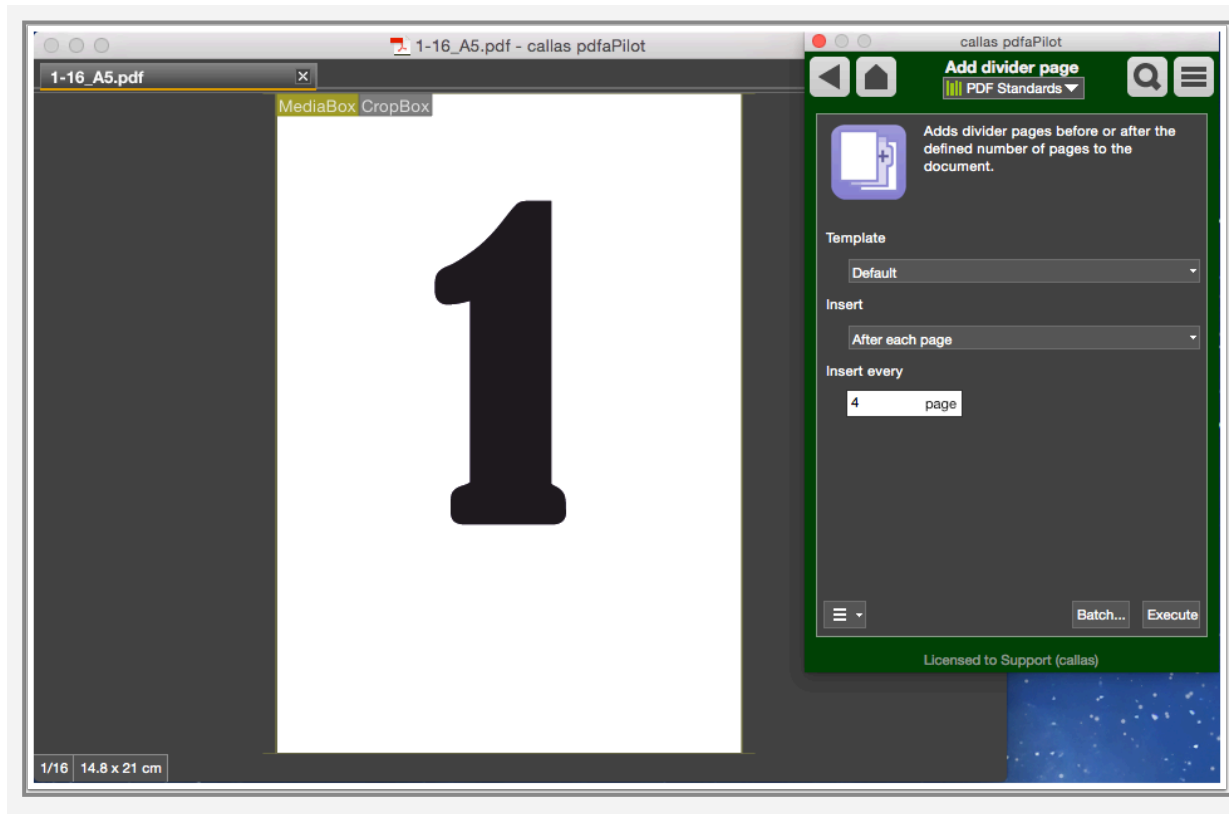 1-16_A5.pdf - callas pdfaPilot
1-16_A5.pdf
MediaBox CropBox
1
1/16 14.8 x 21 cm
callas pdfaPilot
Add divider page
PDF Standards
Adds divider pages before or after the
defined number of pages to the
document.
Template
Default
Insert
After each page
Insert every
4 page
Batch... Execute
Licensed to Support (callas)